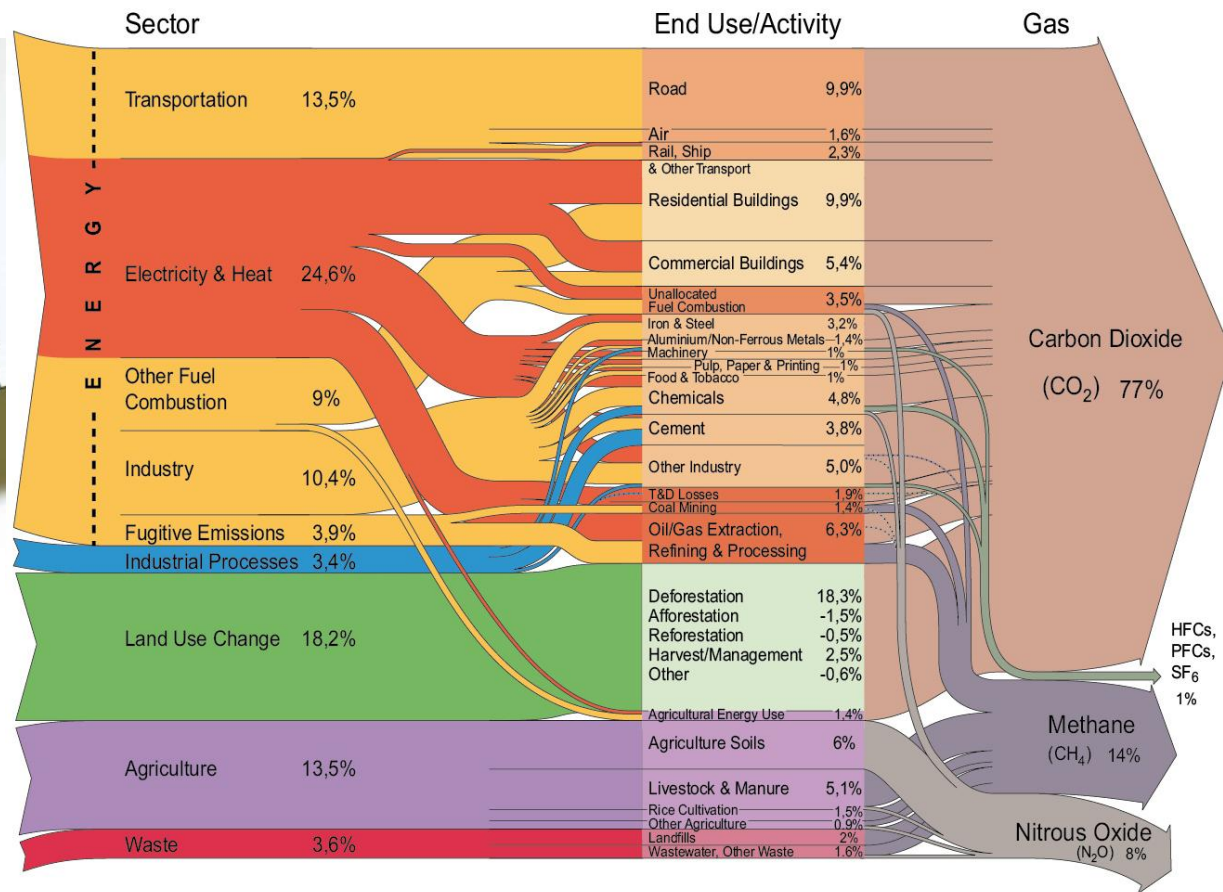 Sector
End Use/Activity
Gas
ENERGY
Transportation 13,5%
Electricity & Heat 24,6%
Other Fuel
Combustion 9%
Industry 10,4%
Fugitive Emissions 3,9%
Industrial Processes 3,4%
Land Use Change 18,2%
Agriculture 13,5%
Waste 3,6%
Road 9,9%
Air 1,6%
Rail, Ship 2,3%
& Other Transport
Residential Buildings 9,9%
Commercial Buildings 5,4%
Unallocated
Fuel Combustion 3,5%
Iron & Steel 3,2%
Aluminium/Non-Ferrous Metals 1,4%
Machinery 1%
Pulp, Paper & Printing 1%
Food & Tobacco 1%
Chemicals 4,8%
Cement 3,8%
Other Industry 5,0%
T&D Losses 1,9%
Coal Mining 1,4%
Oil/Gas Extraction, 6,3%
Refining & Processing
Deforestation 18,3%
Afforestation -1,5%
Reforestation -0,5%
Harvest/Management 2,5%
Other -0,6%
Agricultural Energy Use 1,4%
Agriculture Soils 6%
Livestock & Manure 5,1%
Rice Cultivation 1,5%
Other Agriculture 0,9%
Landfills 2%
Wastewater, Other Waste 1,6%
Carbon Dioxide
(CO₂) 77%
HFCs,
PFCs,
SF₆
1%
Methane
(CH₄) 14%
Nitrous Oxide
(N₂O) 8%